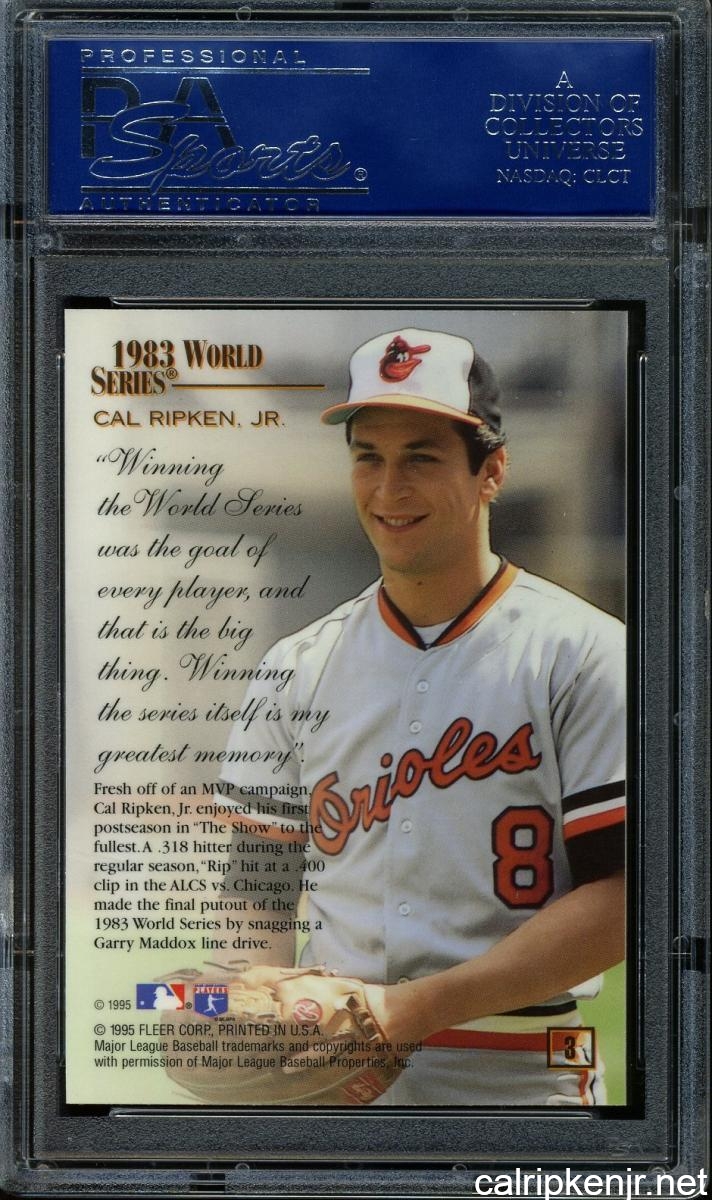 PROFESSIONAL
PSA
Sports®
AUTHENTICATOR
A
DIVISION OF
COLLECTORS
UNIVERSE
NASDAQ: CLCT
1983 WORLD
SERIES®
CAL RIPKEN, JR.
“Winning
the World Series
was the goal of
every player, and
that is the big
thing. Winning
the series itself is my
greatest memory”.
Fresh off of an MVP campaign,
Cal Ripken, Jr. enjoyed his first
postseason in “The Show” to the
fullest. A .318 hitter during the
regular season, “Rip” hit at a .400
clip in the ALCS vs. Chicago. He
made the final putout of the
1983 World Series by snagging a
Garry Maddox line drive.
Orioles
8
© 1995
PLAYERS
© 1995 FLEER CORP., PRINTED IN U.S.A.
Major League Baseball trademarks and copyrights are used
with permission of Major League Baseball Properties, Inc.
3
calripkenjr.net